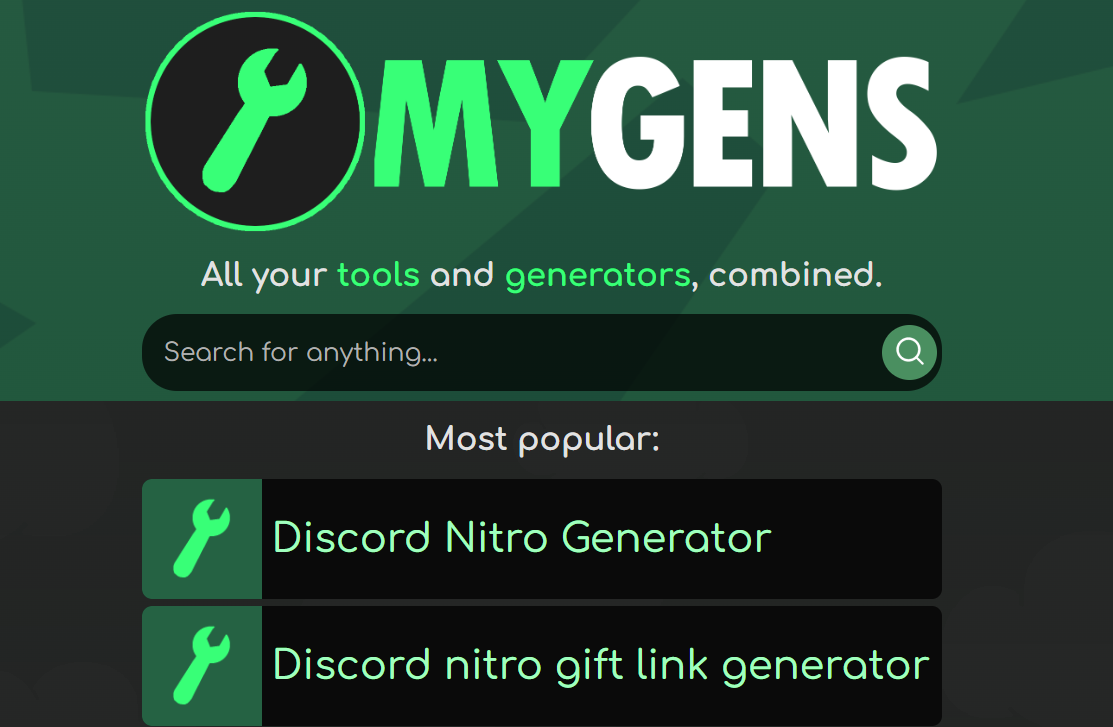 MYGENS
All your tools and generators, combined.
Search for anything...
Most popular:
Discord Nitro Generator
Discord nitro gift link generator